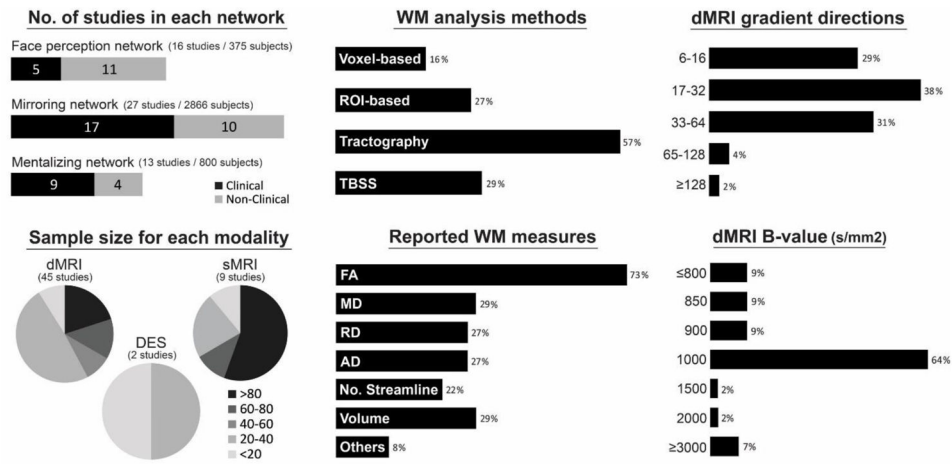 No. of studies in each network
Face perception network (16 studies / 375 subjects)
5 11
Mirroring network (27 studies / 2866 subjects)
17 10
Mentalizing network (13 studies / 800 subjects)
9 4
Clinical
Non-Clinical
WM analysis methods
Voxel-based 16%
ROI-based 27%
Tractography 57%
TBSS 29%
dMRI gradient directions
6-16 29%
17-32 38%
33-64 31%
65-128 4%
≥128 2%
Sample size for each modality
dMRI
(45 studies)
sMRI
(9 studies)
DES
(2 studies)
>80
60-80
40-60
20-40
<20
Reported WM measures
FA 73%
MD 29%
RD 27%
AD 27%
No. Streamline 22%
Volume 29%
Others 8%
dMRI B-value (s/mm2)
≤800 9%
850 9%
900 9%
1000 64%
1500 2%
2000 2%
≥3000 7%